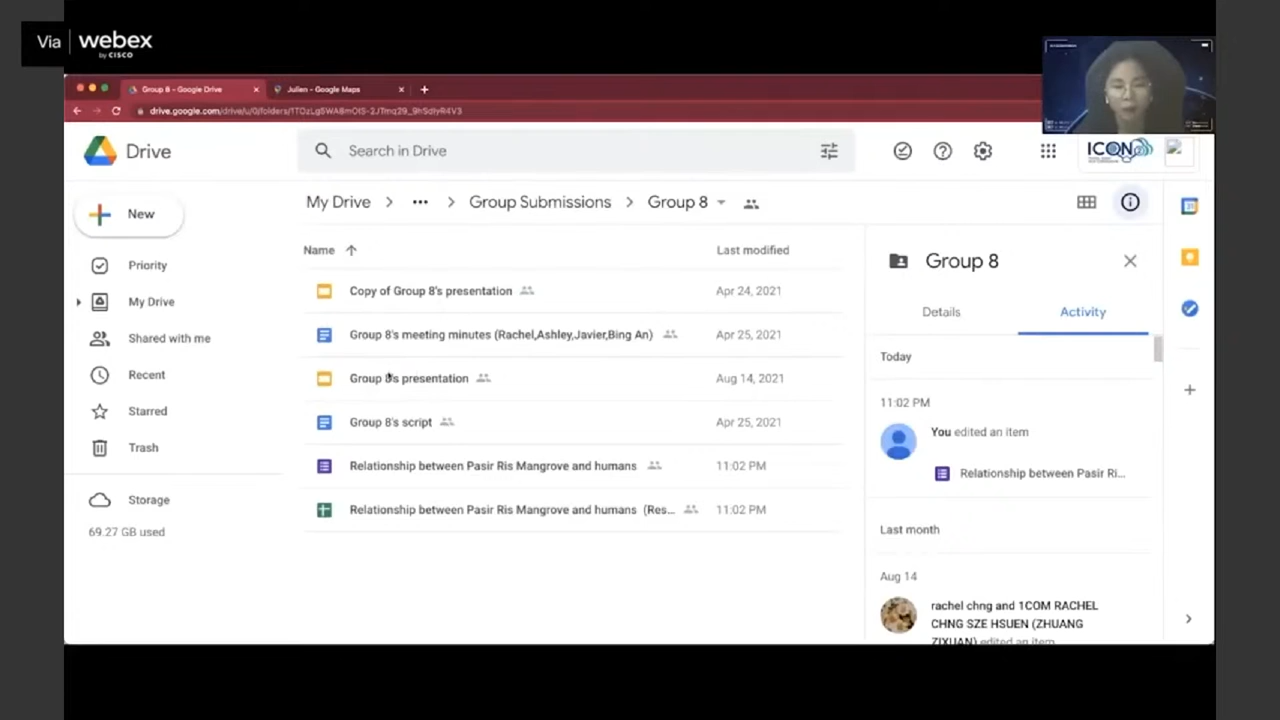 Via webex
by CISCO
Group 8 - Google Drive
Julien - Google Maps
Drive
Search in Drive
ICON
New
My Drive
Group Submissions
Group 8
Priority
My Drive
Shared with me
Recent
Starred
Trash
Storage
69.27 GB used
Name
Last modified
Copy of Group 8's presentation
Apr 24, 2021
Group 8's meeting minutes (Rachel,Ashley,Javier,Bing An)
Apr 25, 2021
Group 8's presentation
Aug 14, 2021
Group 8's script
Apr 25, 2021
Relationship between Pasir Ris Mangrove and humans
11:02 PM
Relationship between Pasir Ris Mangrove and humans (Res...
11:02 PM
Group 8
Details
Activity
Today
11:02 PM
You edited an item
Relationship between Pasir Ri...
Last month
Aug 14
rachel chng and 1COM RACHEL
CHNG SZE HSUEN (ZHUANG
ZIXUAN) edited an item